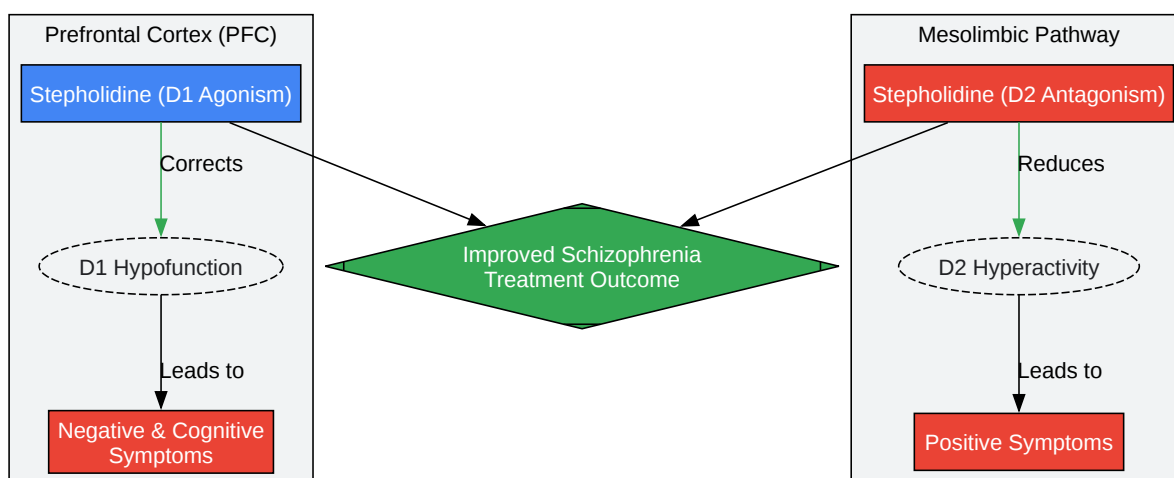 Prefrontal Cortex (PFC)
Stepholidine (D1 Agonism)
Corrects
D1 Hypofunction
Leads to
Negative & Cognitive
Symptoms
Improved Schizophrenia
Treatment Outcome
Mesolimbic Pathway
Stepholidine (D2 Antagonism)
Reduces
D2 Hyperactivity
Leads to
Positive Symptoms